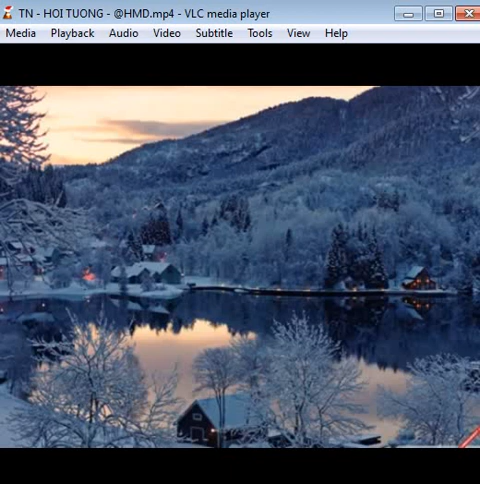 TN - HOI TUONG - @HMD.mp4 - VLC media player
Media Playback Audio Video Subtitle Tools View Help